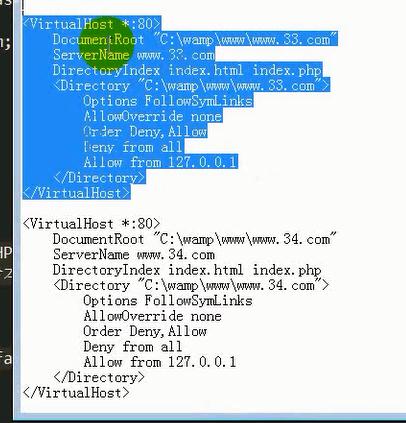 <VirtualHost *:80>
DocumentRoot "C:\wamp\www\www.33.com"
ServerName www.33.com
DirectoryIndex index.html index.php
<Directory "C:\wamp\www\www.33.com">
Options FollowSymLinks
AllowOverride none
Order Deny,Allow
Deny from all
Allow from 127.0.0.1
</Directory>
</VirtualHost>
<VirtualHost *:80>
DocumentRoot "C:\wamp\www\www.34.com"
ServerName www.34.com
DirectoryIndex index.html index.php
<Directory "C:\wamp\www\www.34.com">
Options FollowSymLinks
AllowOverride none
Order Deny,Allow
Deny from all
Allow from 127.0.0.1
</Directory>
</VirtualHost>